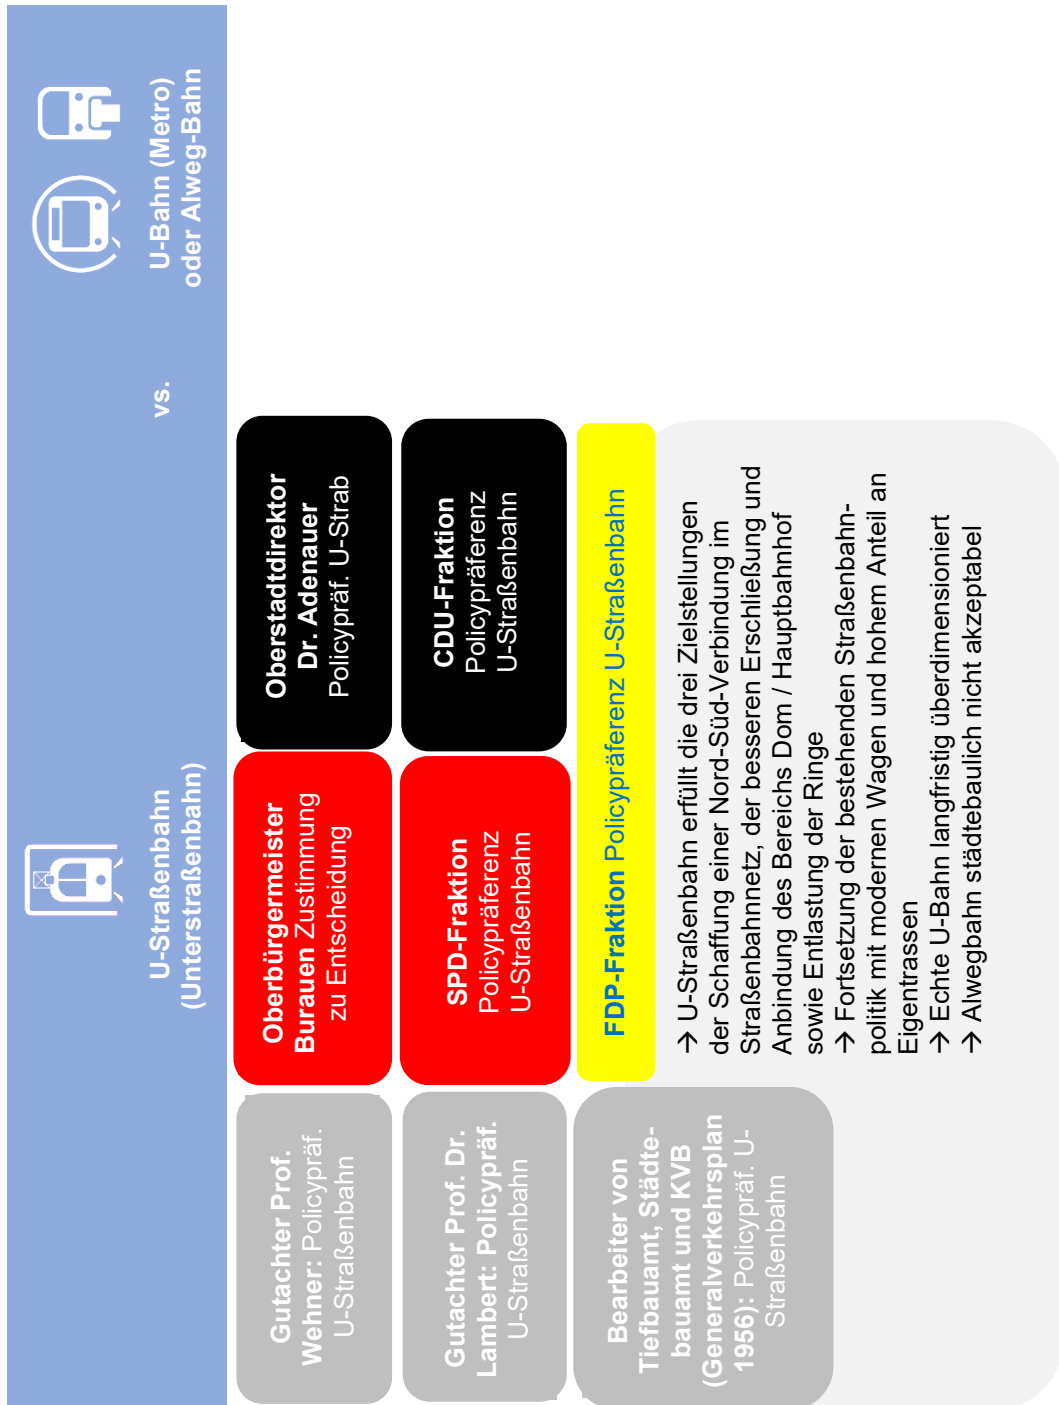 U-Straßenbahn
(Unterstraßenbahn)
vs.
U-Bahn (Metro)
oder Alweg-Bahn
Gutachter Prof.
Wehner: Policypräf.
U-Straßenbahn
Oberbürgermeister
Burauen Zustimmung
zu Entscheidung
Oberstadtdirektor
Dr. Adenauer
Policypräf. U-Strab
Gutachter Prof. Dr.
Lambert: Policypräf.
U-Straßenbahn
SPD-Fraktion
Policypräferenz
U-Straßenbahn
CDU-Fraktion
Policypräferenz
U-Straßenbahn
Bearbeiter von
Tiefbauamt, Städte-
bauamt und KVB
(Generalverkehrsplan
1956): Policypräf. U-
Straßenbahn
FDP-Fraktion Policypräferenz U-Straßenbahn
→ U-Straßenbahn erfüllt die drei Zielstellungen
der Schaffung einer Nord-Süd-Verbindung im
Straßenbahnnetz, der besseren Erschließung und
Anbindung des Bereichs Dom / Hauptbahnhof
sowie Entlastung der Ringe
→ Fortsetzung der bestehenden Straßenbahn-
politik mit modernen Wagen und hohem Anteil an
Eigentrassen
→ Echte U-Bahn langfristig überdimensioniert
→ Alwegbahn städtebaulich nicht akzeptabel